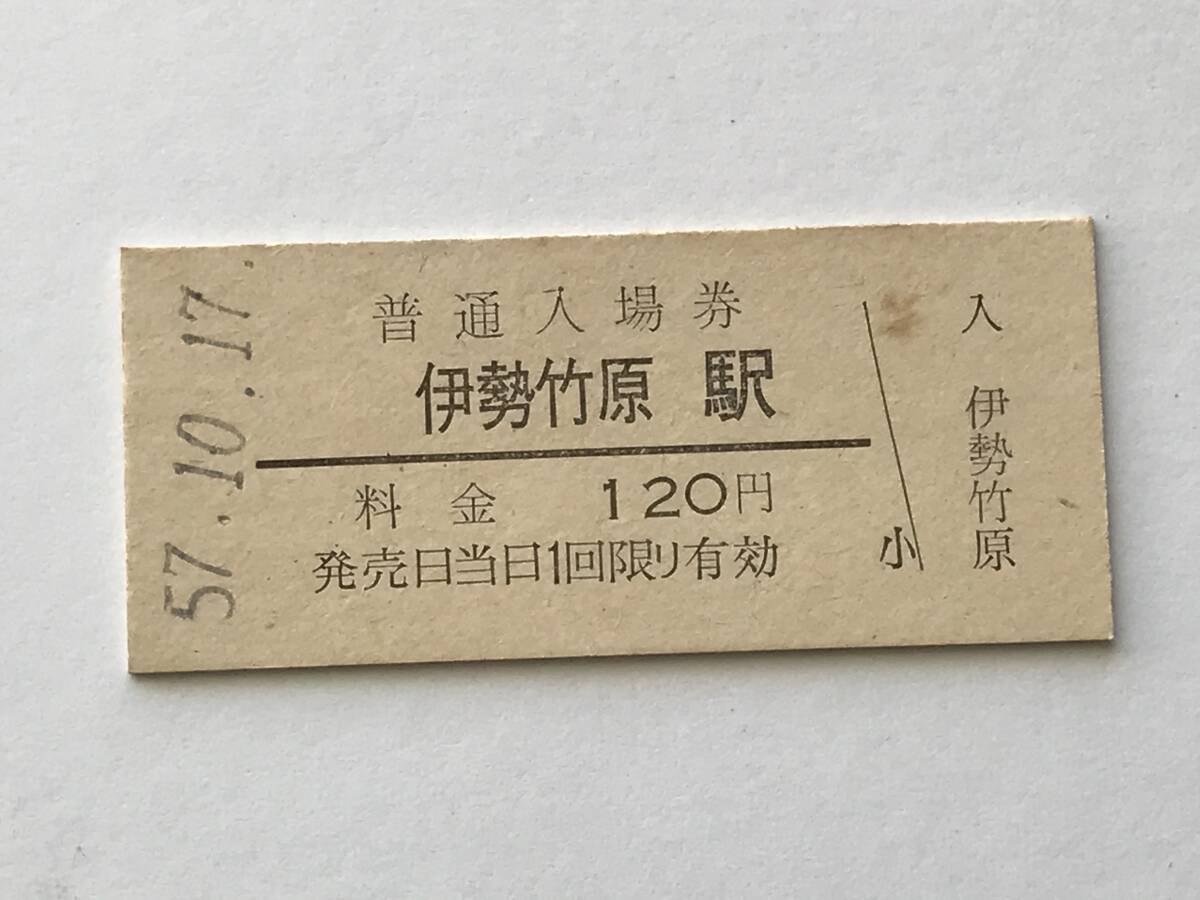 57.10.17.
普通入場券
伊勢竹原 駅
料 金 120円
発売日当日1回限り有効
小
入
伊勢竹原